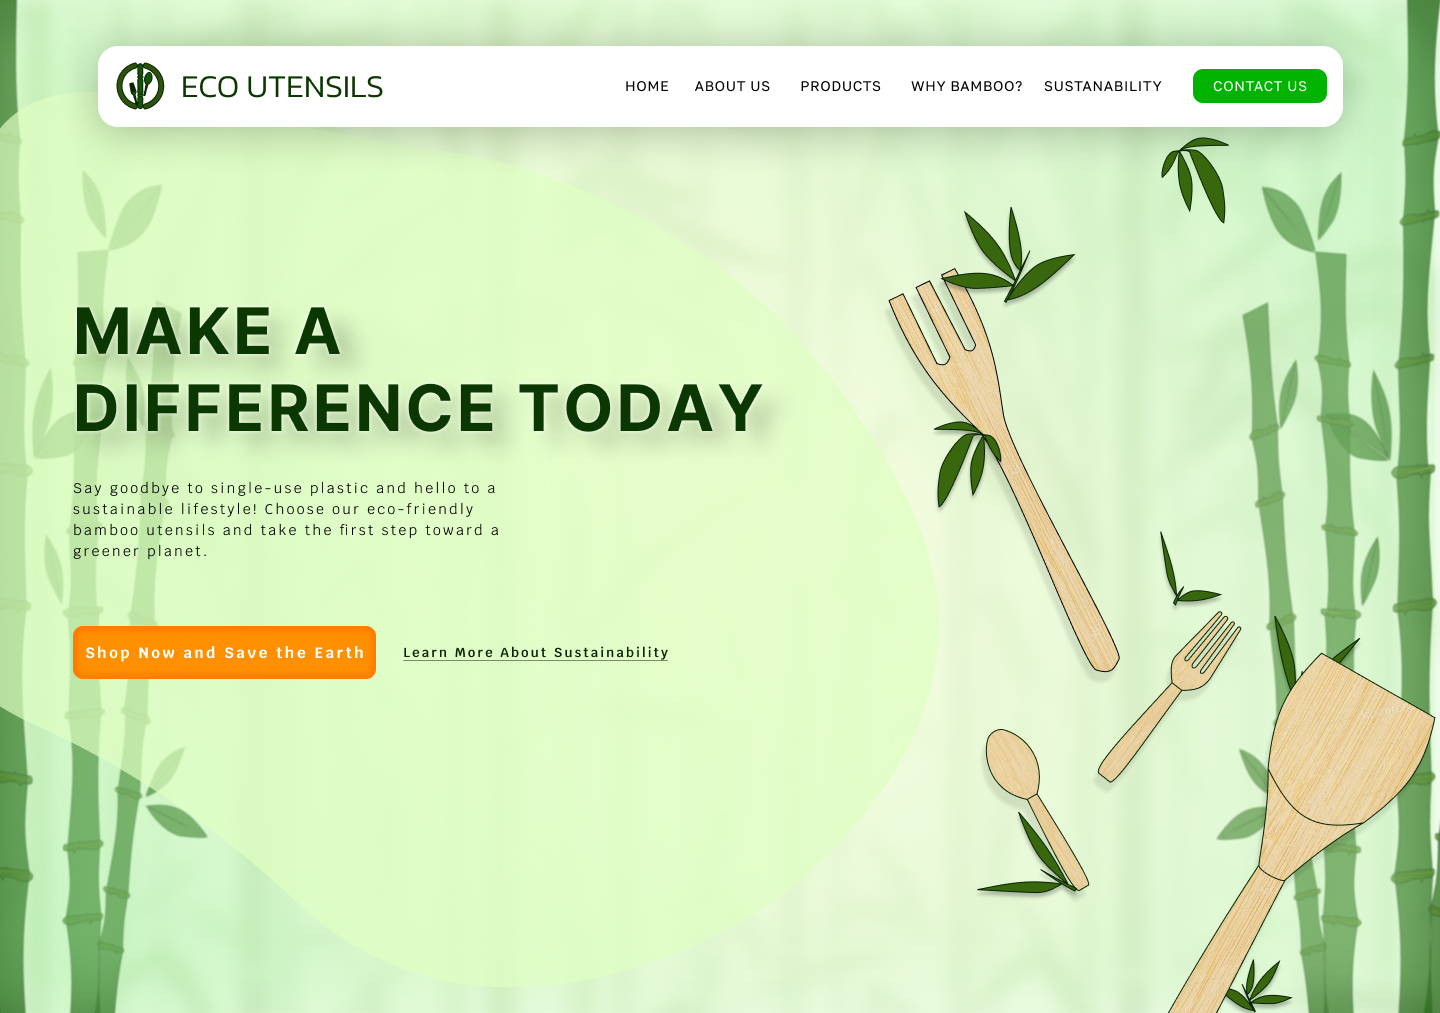 ECO UTENSILS
HOME ABOUT US PRODUCTS WHY BAMBOO? SUSTANABILITY CONTACT US
MAKE A
DIFFERENCE TODAY
Say goodbye to single-use plastic and hello to a
sustainable lifestyle! Choose our eco-friendly
bamboo utensils and take the first step toward a
greener planet.
Shop Now and Save the Earth
Learn More About Sustainability